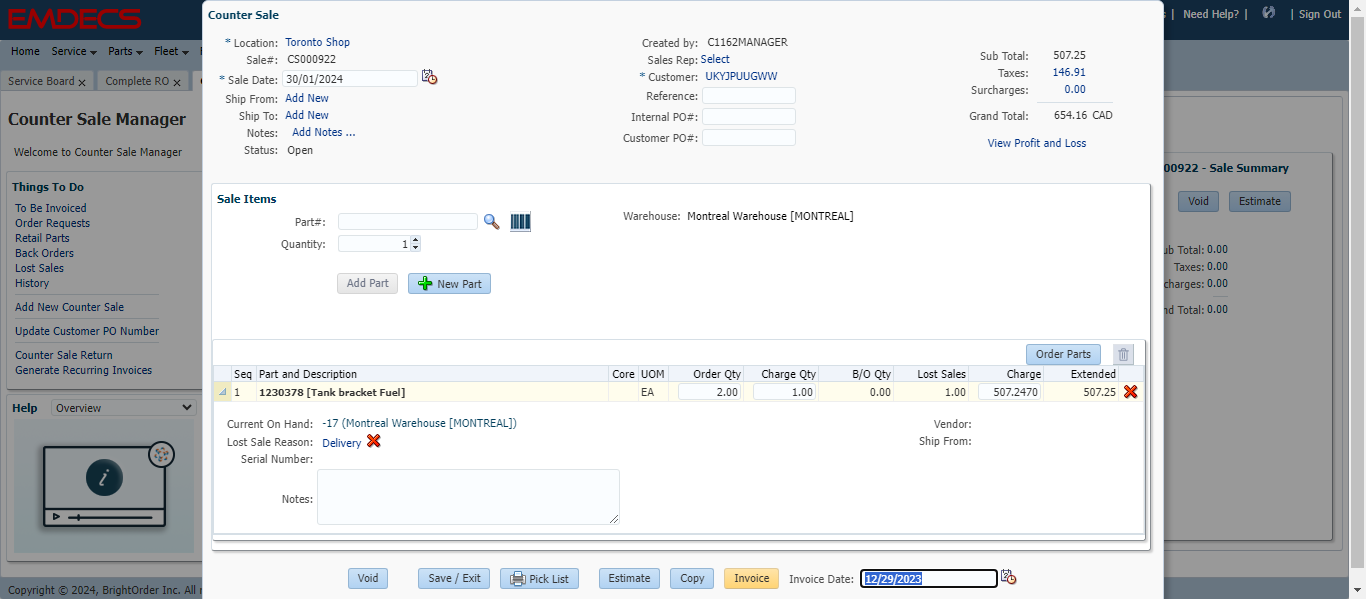 EMDECS
Need Help? | | Sign Out
Home Service Parts Fleet
Service Board x Complete RO x
Counter Sale Manager
Welcome to Counter Sale Manager
Things To Do
To Be Invoiced
Order Requests
Retail Parts
Back Orders
Lost Sales
History
Add New Counter Sale
Update Customer PO Number
Counter Sale Return
Generate Recurring Invoices
Help Overview
Copyright © 2024, BrightOrder Inc. All
Counter Sale
* Location: Toronto Shop
Sale#: CS000922
* Sale Date: 30/01/2024
Ship From: Add New
Ship To: Add New
Notes: Add Notes ...
Status: Open
Created by: C1162MANAGER
Sales Rep: Select
* Customer: UKYJPUUGWW
Reference:
Internal PO#:
Customer PO#:
Sub Total: 507.25
Taxes: 146.91
Surcharges: 0.00
Grand Total: 654.16 CAD
View Profit and Loss
Sale Items
Part#:
Quantity: 1
Warehouse: Montreal Warehouse [MONTREAL]
Add Part New Part
Order Parts
Seq Part and Description Core UOM Order Qty Charge Qty B/O Qty Lost Sales Charge Extended
1 1230378 [Tank bracket Fuel] EA 2.00 1.00 0.00 1.00 507.2470 507.25
Current On Hand: -17 (Montreal Warehouse [MONTREAL])
Lost Sale Reason: Delivery
Serial Number:
Notes:
Vendor:
Ship From:
Void Save / Exit Pick List Estimate Copy Invoice Invoice Date: 12/29/2023
00922 - Sale Summary
Void Estimate
ub Total: 0.00
Taxes: 0.00
charges: 0.00
nd Total: 0.00